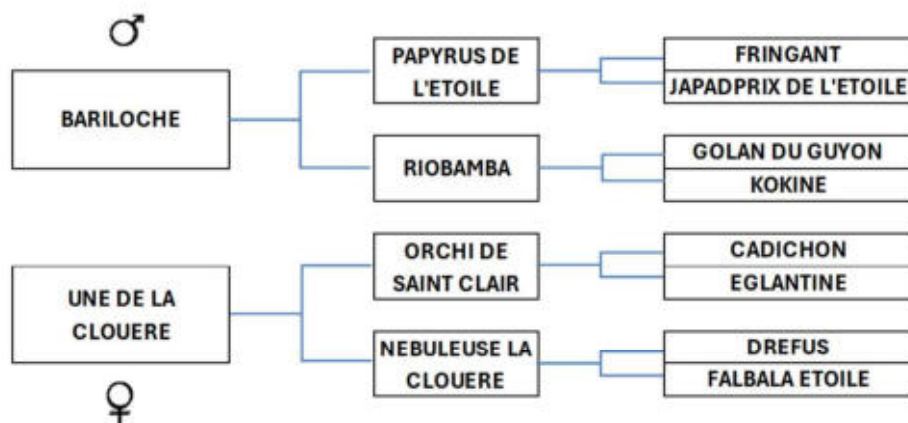 ♂
BARILOCHE
PAPYRUS DE
L'ETOILE
FRINGANT
JAPADPRIX DE L'ETOILE
RIOBAMBA
GOLAN DU GUYON
KOKINE
UNE DE LA
CLOUERE
♀
ORCHI DE
SAINT CLAIR
CADICHON
EGLANTINE
NEBULEUSE LA
CLOUERE
DREFUS
FALBALA ETOILE